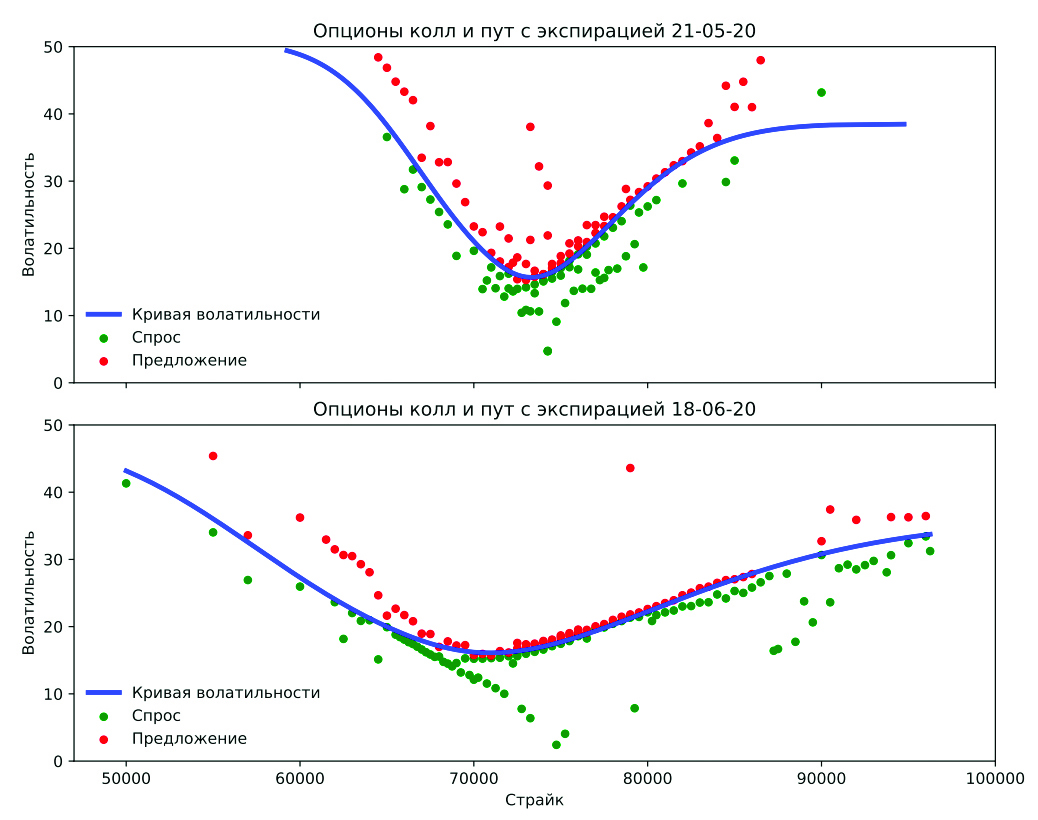 Опционы колл и пут с экспирацией 21-05-20
50
40
30
20
10
0
Волатильность
Кривая волатильности
Спрос
Предложение
Опционы колл и пут с экспирацией 18-06-20
50
40
30
20
10
0
Волатильность
Кривая волатильности
Спрос
Предложение
50000 60000 70000 80000 90000 100000
Страйк